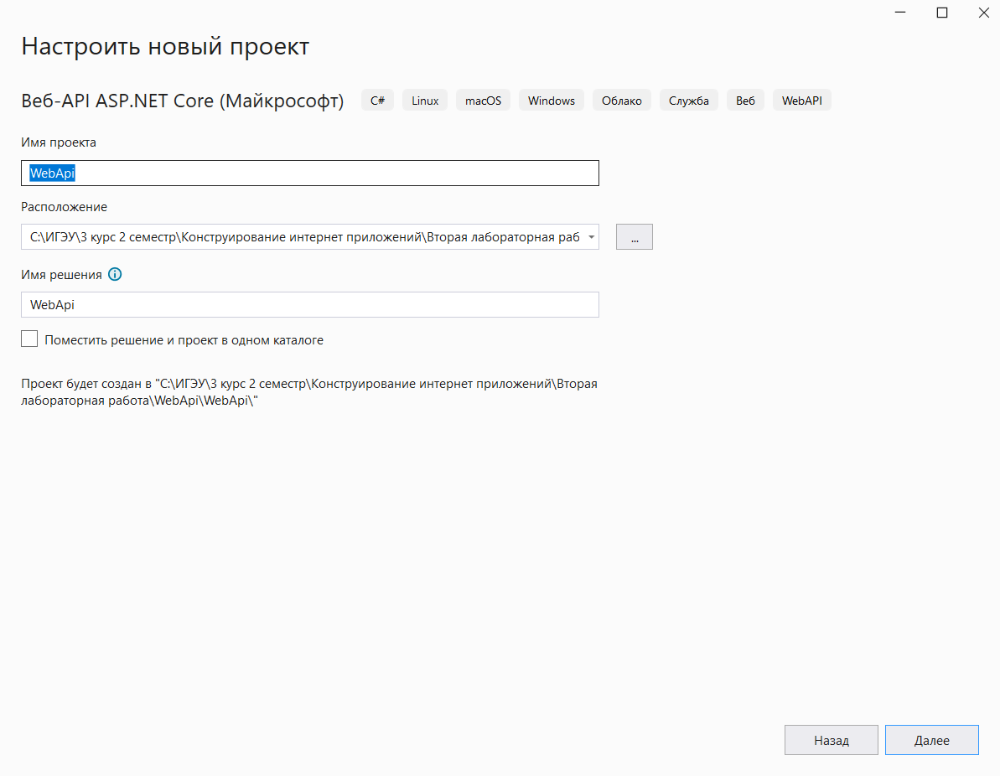 Настроить новый проект
Веб-API ASP.NET Core (Майкрософт) C# Linux macOS Windows Облако Служба Веб WebAPI
Имя проекта
WebApi
Расположение
C:\ИГЭУ\3 курс 2 семестр\Конструирование интернет приложений\Вторая лабораторная раб ...
Имя решения
WebApi
Поместить решение и проект в одном каталоге
Проект будет создан в "C:\ИГЭУ\3 курс 2 семестр\Конструирование интернет приложений\Вторая
лабораторная работа\WebApi\WebApi\"
Назад Далее